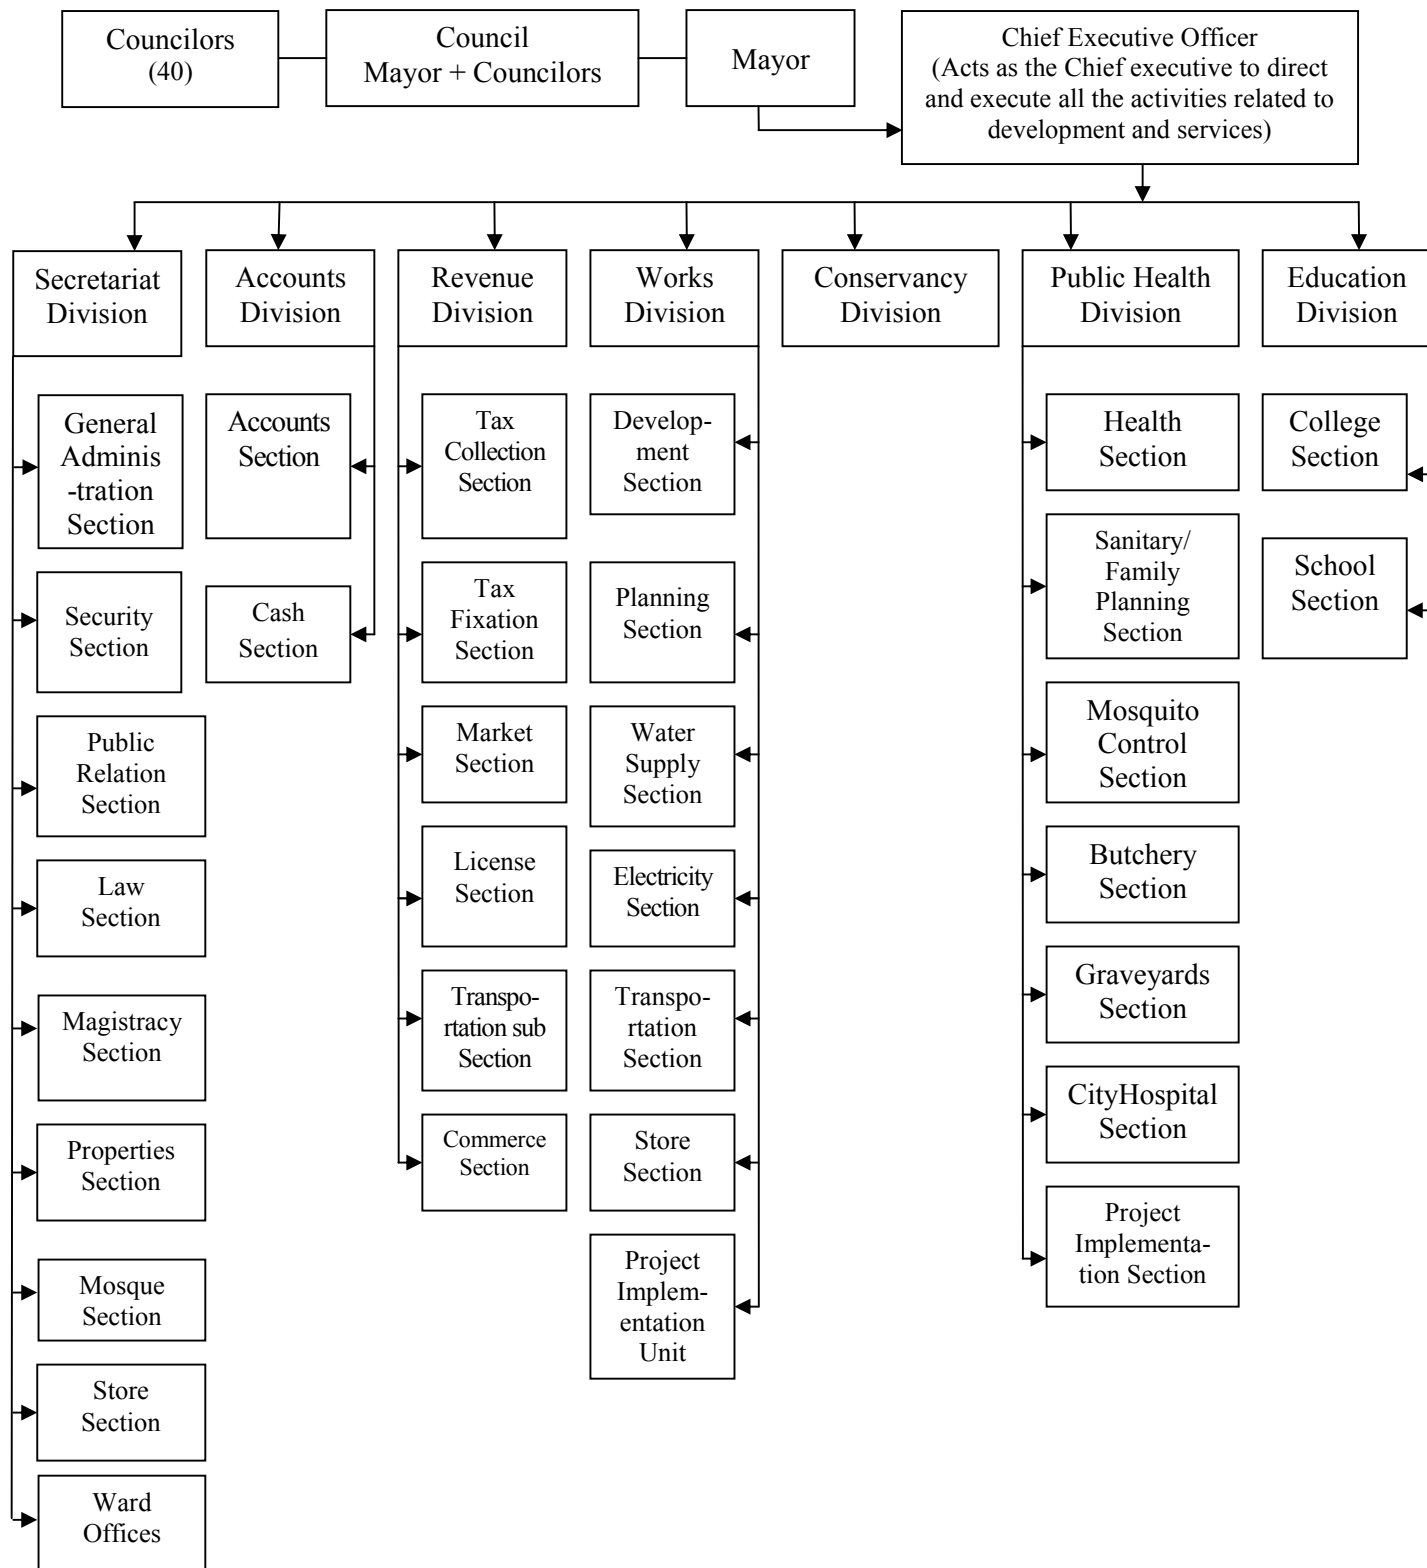 Councilors
(40)
Council
Mayor + Councilors
Mayor
Chief Executive Officer
(Acts as the Chief executive to direct
and execute all the activities related to
development and services)
Secretariat
Division
Accounts
Division
Revenue
Division
Works
Division
Conservancy
Division
Public Health
Division
Education
Division
General
Adminis
-tration
Section
Security
Section
Public
Relation
Section
Law
Section
Magistracy
Section
Properties
Section
Mosque
Section
Store
Section
Ward
Offices
Accounts
Section
Cash
Section
Tax
Collection
Section
Tax
Fixation
Section
Market
Section
License
Section
Transpo-
rtation sub
Section
Commerce
Section
Develop-
ment
Section
Planning
Section
Water
Supply
Section
Electricity
Section
Transpo-
rtation
Section
Store
Section
Project
Implem-
entation
Unit
Health
Section
Sanitary/
Family
Planning
Section
Mosquito
Control
Section
Butchery
Section
Graveyards
Section
CityHospital
Section
Project
Implementa-
tion Section
College
Section
School
Section